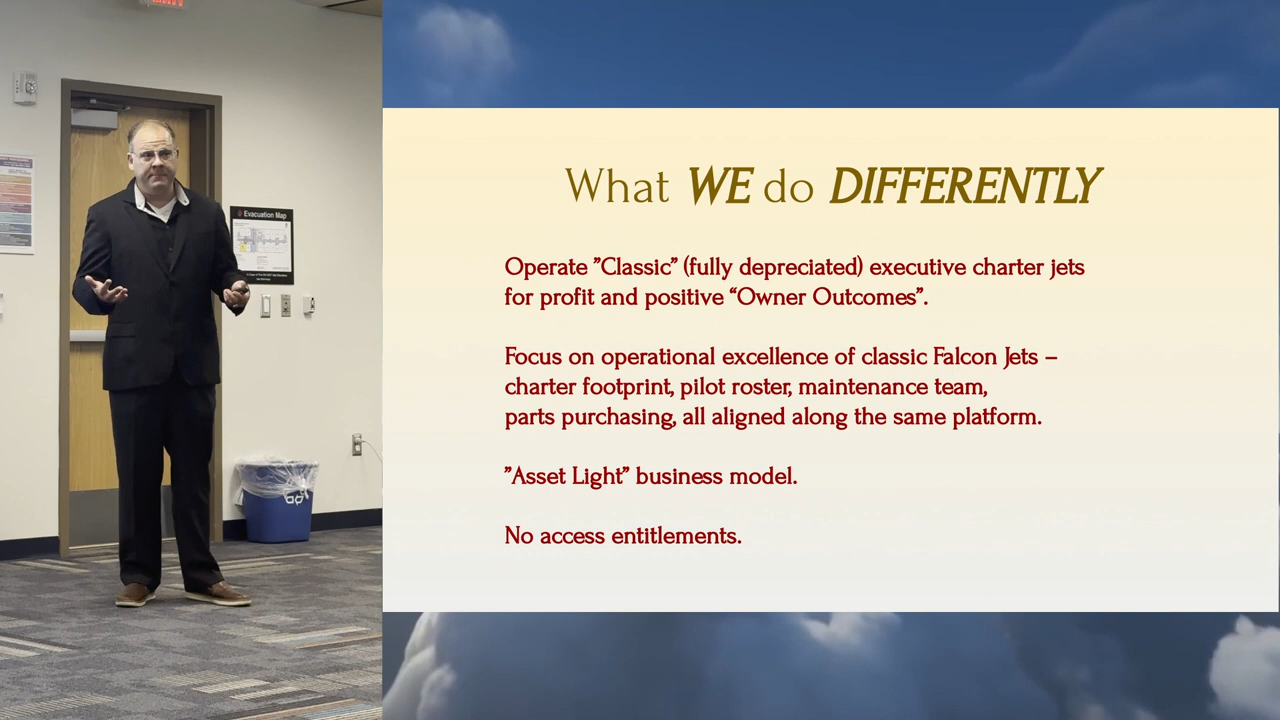 Evacuation Map
What WE do DIFFERENTLY
Operate ”Classic” (fully depreciated) executive charter jets
for profit and positive “Owner Outcomes”.
Focus on operational excellence of classic Falcon Jets –
charter footprint, pilot roster, maintenance team,
parts purchasing, all aligned along the same platform.
”Asset Light” business model.
No access entitlements.